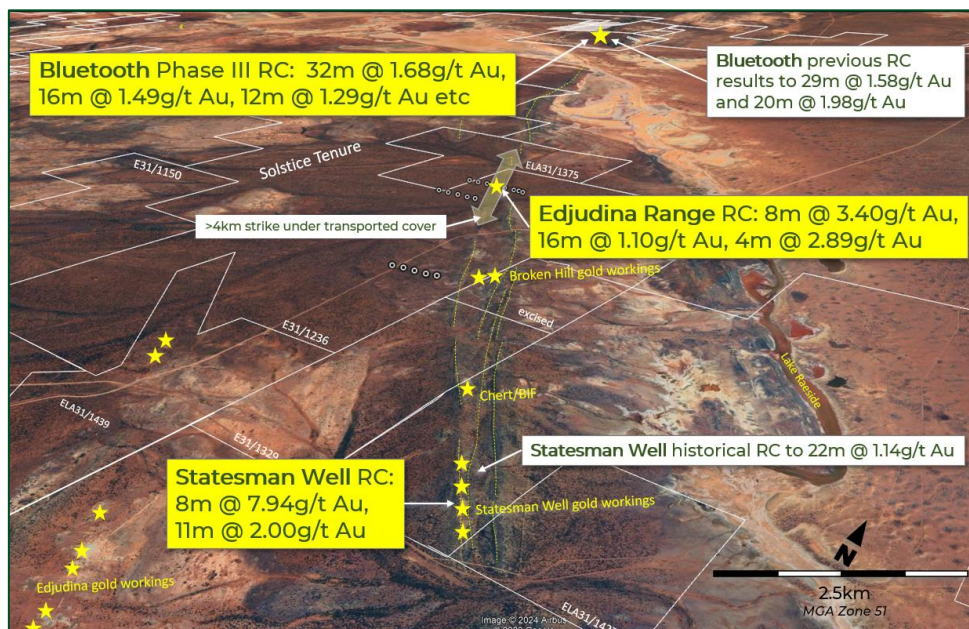 Bluetooth Phase III RC: 32m @ 1.68g/t Au,
16m @ 1.49g/t Au, 12m @ 1.29g/t Au etc
Bluetooth previous RC
results to 29m @ 1.58g/t Au
and 20m @ 1.98g/t Au
E31/1150
Solstice Tenure
ELA31/1375
>4km strike under transported cover
Edjudina Range RC: 8m @ 3.40g/t Au,
16m @ 1.10g/t Au, 4m @ 2.89g/t Au
Broken Hill gold workings
excised
E31/1236
Lake Raeside
Chert/BIF
ELA31/1439
E31/1329
Statesman Well historical RC to 22m @ 1.14g/t Au
Statesman Well RC:
8m @ 7.94g/t Au,
11m @ 2.00g/t Au
Statesman Well gold workings
Edjudina gold workings
N
2.5km
MGA Zone 51
Image © 2024 Airbus